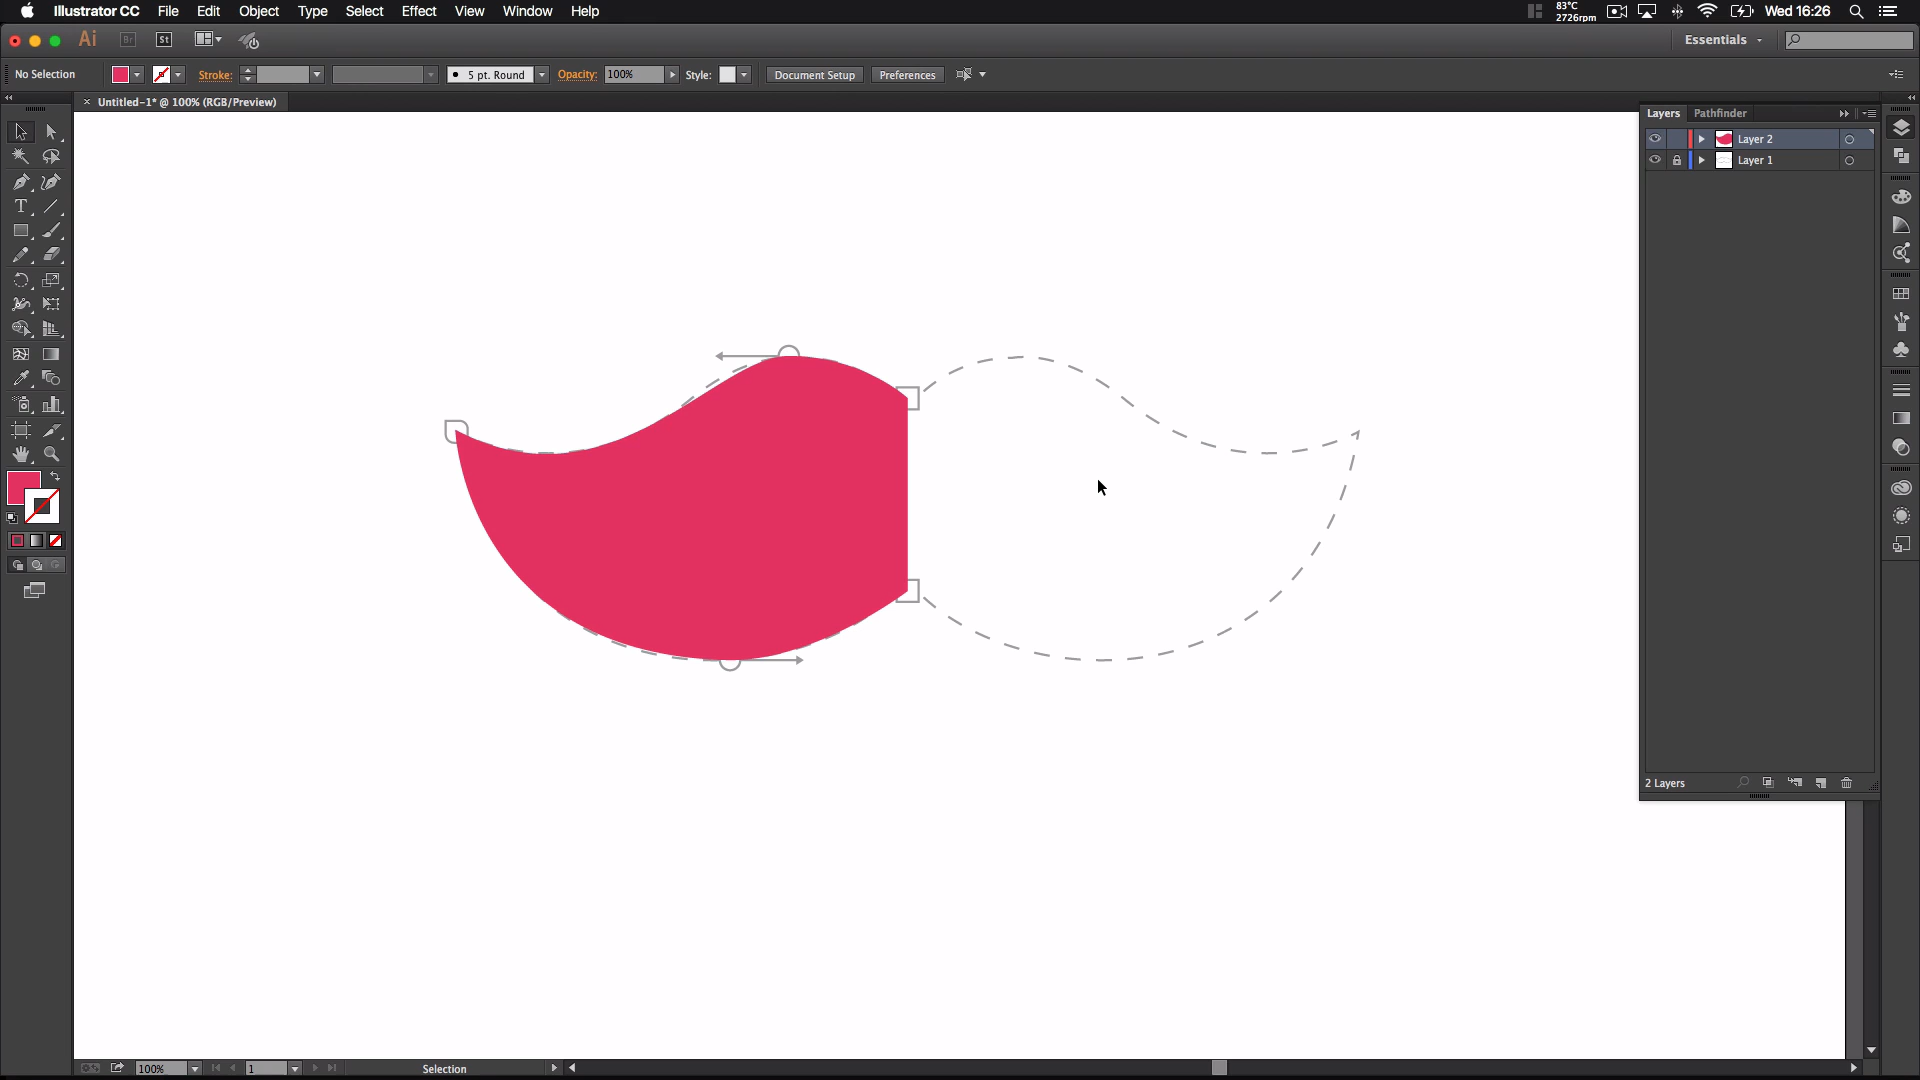 Illustrator CC File Edit Object Type Select Effect View Window Help
83°C
2726rpm
Wed 16:26
Ai Br St
Essentials
No Selection Stroke: 5 pt. Round Opacity: 100% Style: Document Setup Preferences
× Untitled-1* @ 100% (RGB/Preview)
Layers Pathfinder
Layer 2
Layer 1
2 Layers
100% 1 Selection